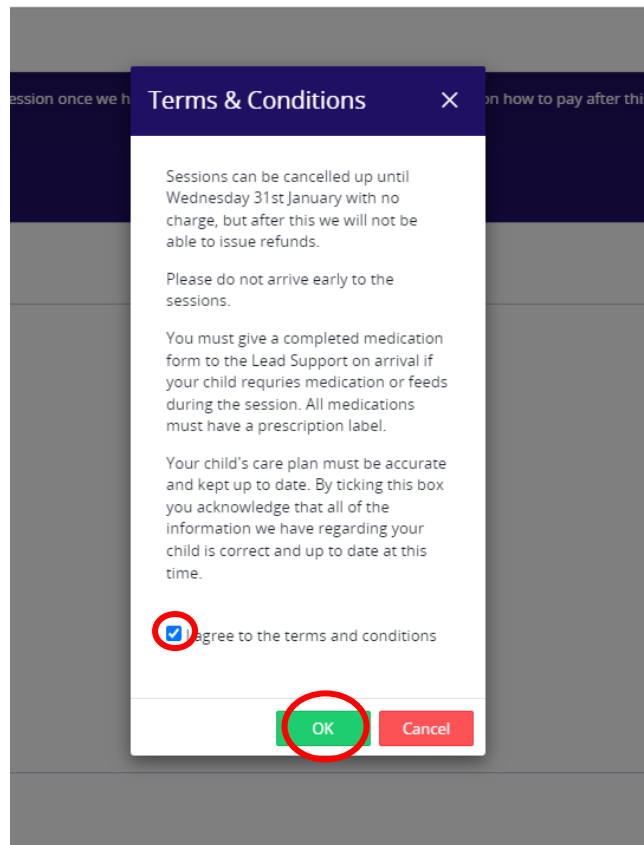 ession once we h
Terms & Conditions
on how to pay after this
Sessions can be cancelled up until
Wednesday 31st January with no
charge, but after this we will not be
able to issue refunds.
Please do not arrive early to the
sessions.
You must give a completed medication
form to the Lead Support on arrival if
your child requries medication or feeds
during the session. All medications
must have a prescription label.
Your child's care plan must be accurate
and kept up to date. By ticking this box
you acknowledge that all of the
information we have regarding your
child is correct and up to date at this
time.
I agree to the terms and conditions
OK
Cancel